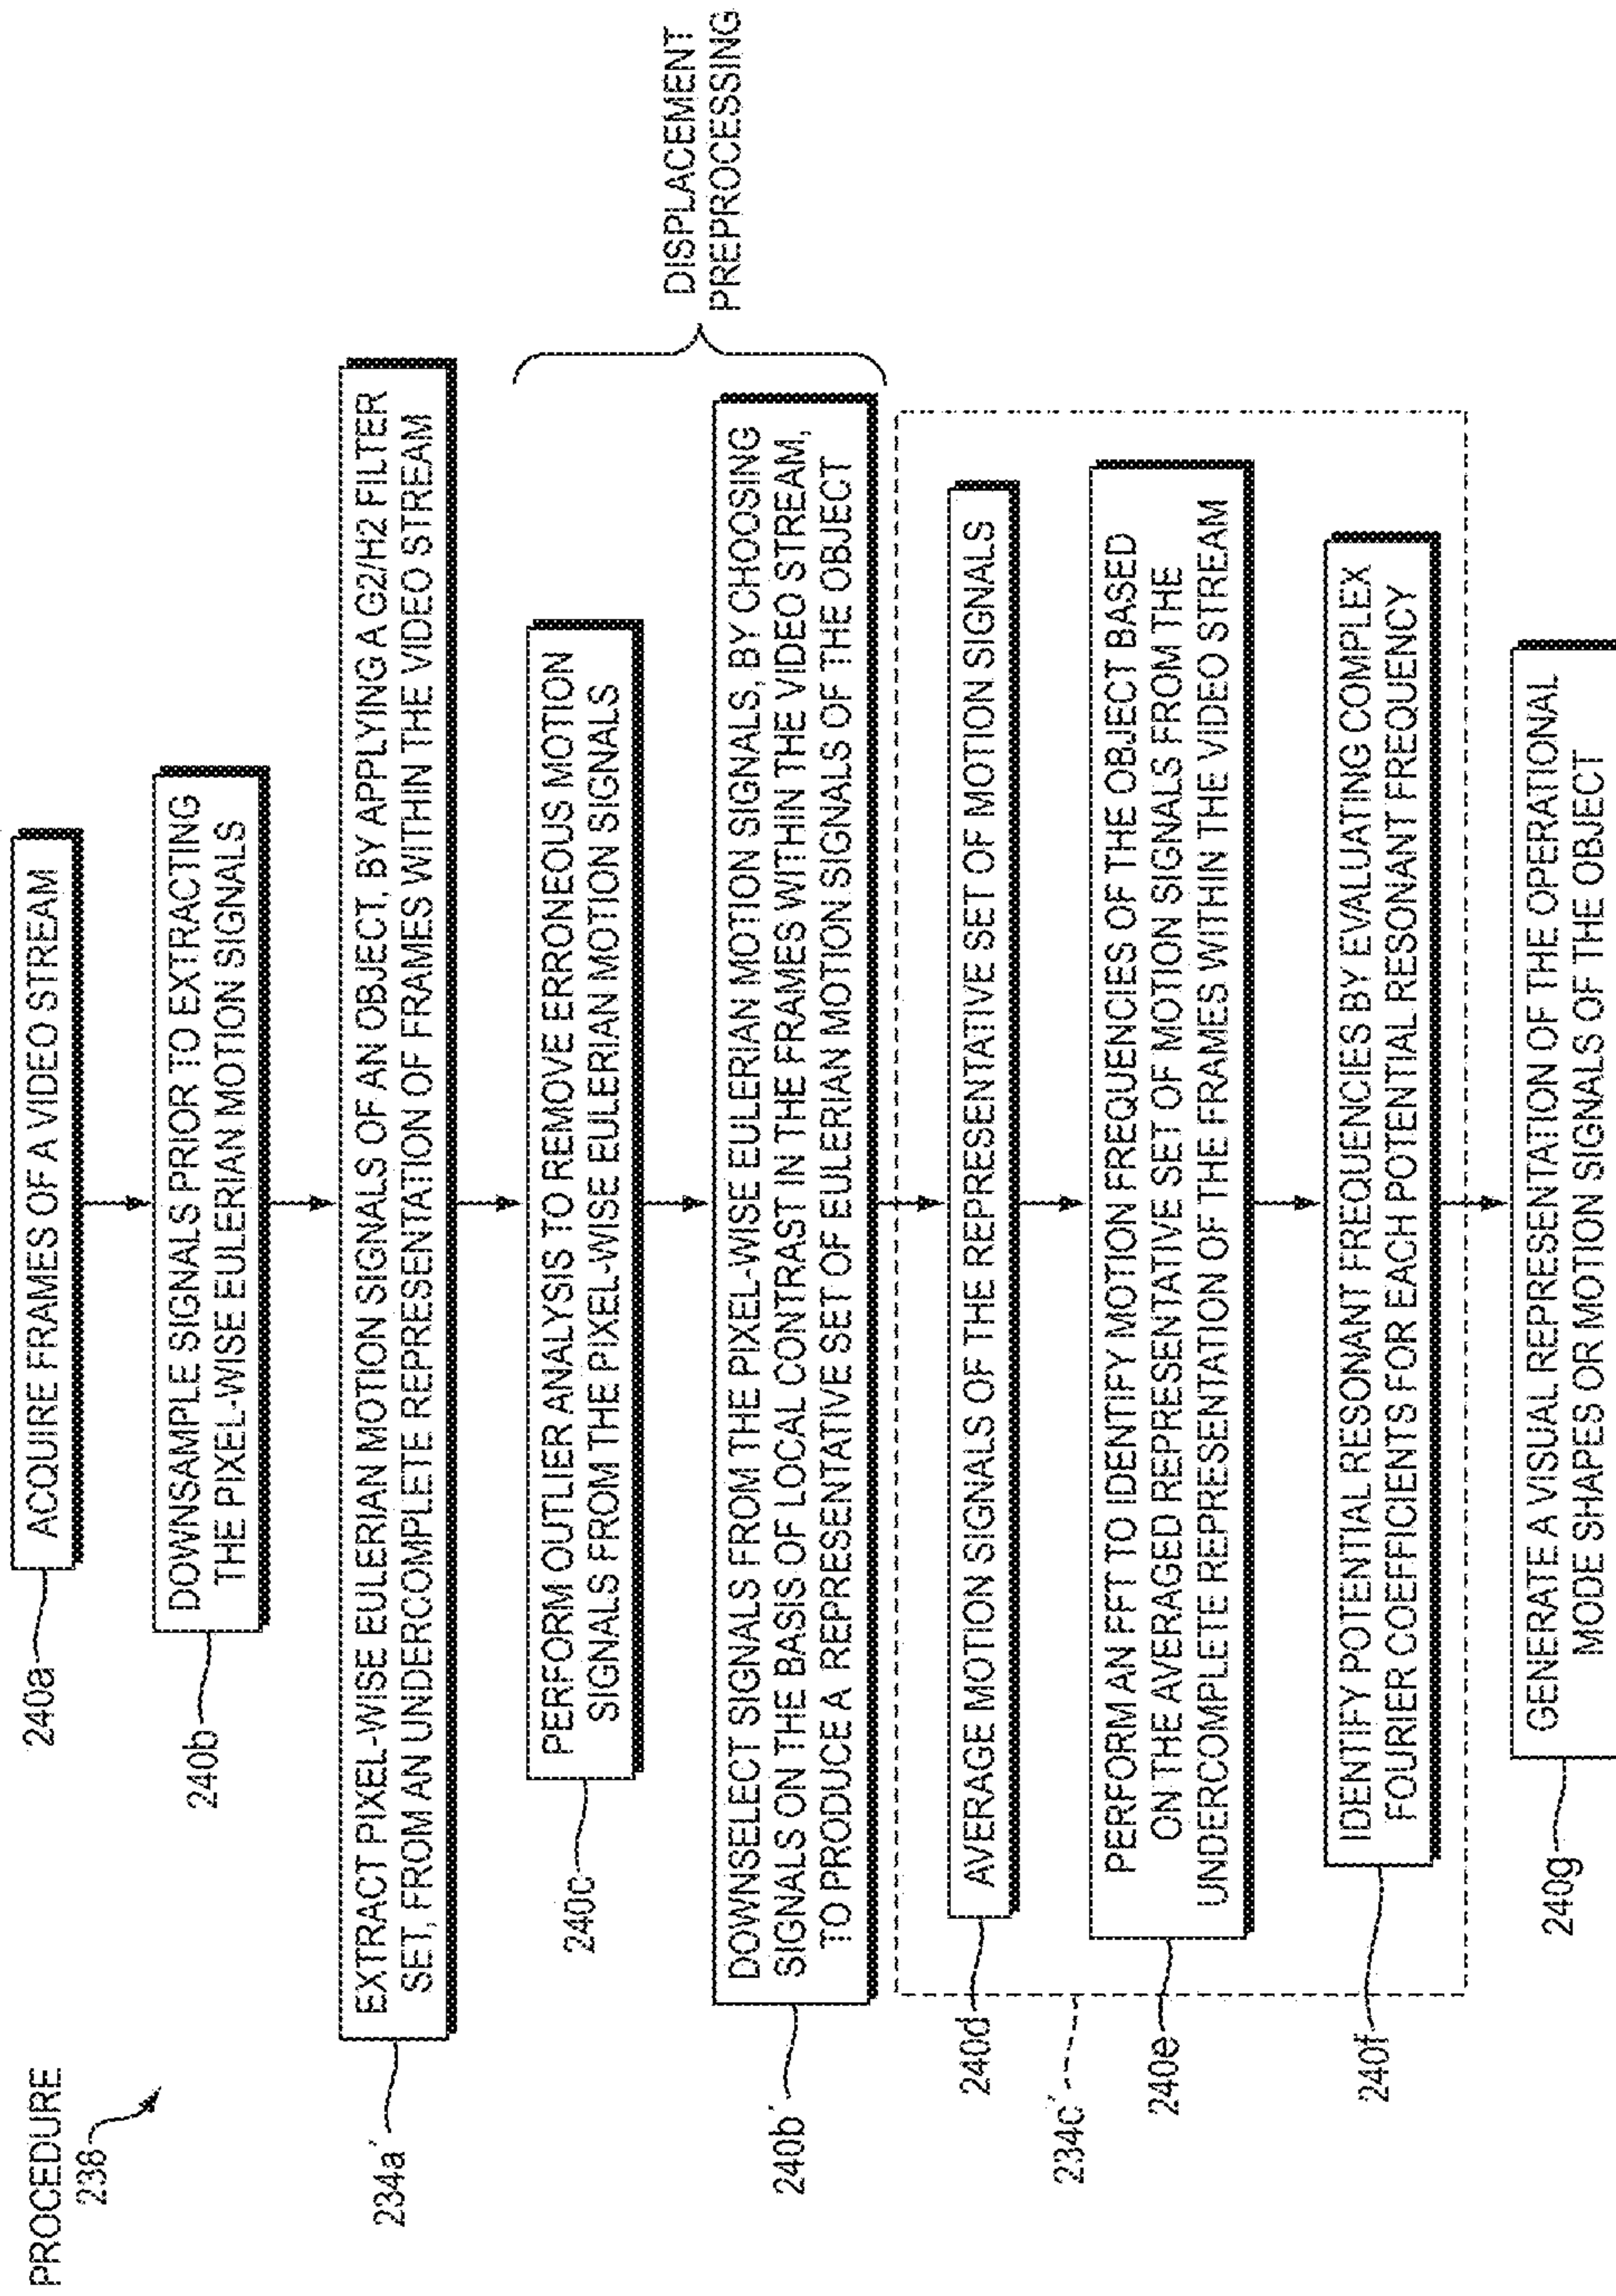 PROCEDURE
238
240a
ACQUIRE FRAMES OF A VIDEO STREAM
240b
DOWNSAMPLE SIGNALS PRIOR TO EXTRACTING
THE PIXEL-WISE EULERIAN MOTION SIGNALS
234a´
EXTRACT PIXEL-WISE EULERIAN MOTION SIGNALS OF AN OBJECT, BY APPLYING A G2/H2 FILTER
SET, FROM AN UNDERCOMPLETE REPRESENTATION OF FRAMES WITHIN THE VIDEO STREAM
240c
PERFORM OUTLIER ANALYSIS TO REMOVE ERRONEOUS MOTION
SIGNALS FROM THE PIXEL-WISE EULERIAN MOTION SIGNALS
DISPLACEMENT
PREPROCESSING
240b´
DOWNSELECT SIGNALS FROM THE PIXEL-WISE EULERIAN MOTION SIGNALS, BY CHOOSING
SIGNALS ON THE BASIS OF LOCAL CONTRAST IN THE FRAMES WITHIN THE VIDEO STREAM,
TO PRODUCE A REPRESENTATIVE SET OF EULERIAN MOTION SIGNALS OF THE OBJECT
240d
AVERAGE MOTION SIGNALS OF THE REPRESENTATIVE SET OF MOTION SIGNALS
234c´
240e
PERFORM AN FFT TO IDENTIFY MOTION FREQUENCIES OF THE OBJECT BASED
ON THE AVERAGED REPRESENTATIVE SET OF MOTION SIGNALS FROM THE
UNDERCOMPLETE REPRESENTATION OF THE FRAMES WITHIN THE VIDEO STREAM
240f
IDENTIFY POTENTIAL RESONANT FREQUENCIES BY EVALUATING COMPLEX
FOURIER COEFFICIENTS FOR EACH POTENTIAL RESONANT FREQUENCY
240g
GENERATE A VISUAL REPRESENTATION OF THE OPERATIONAL
MODE SHAPES OR MOTION SIGNALS OF THE OBJECT